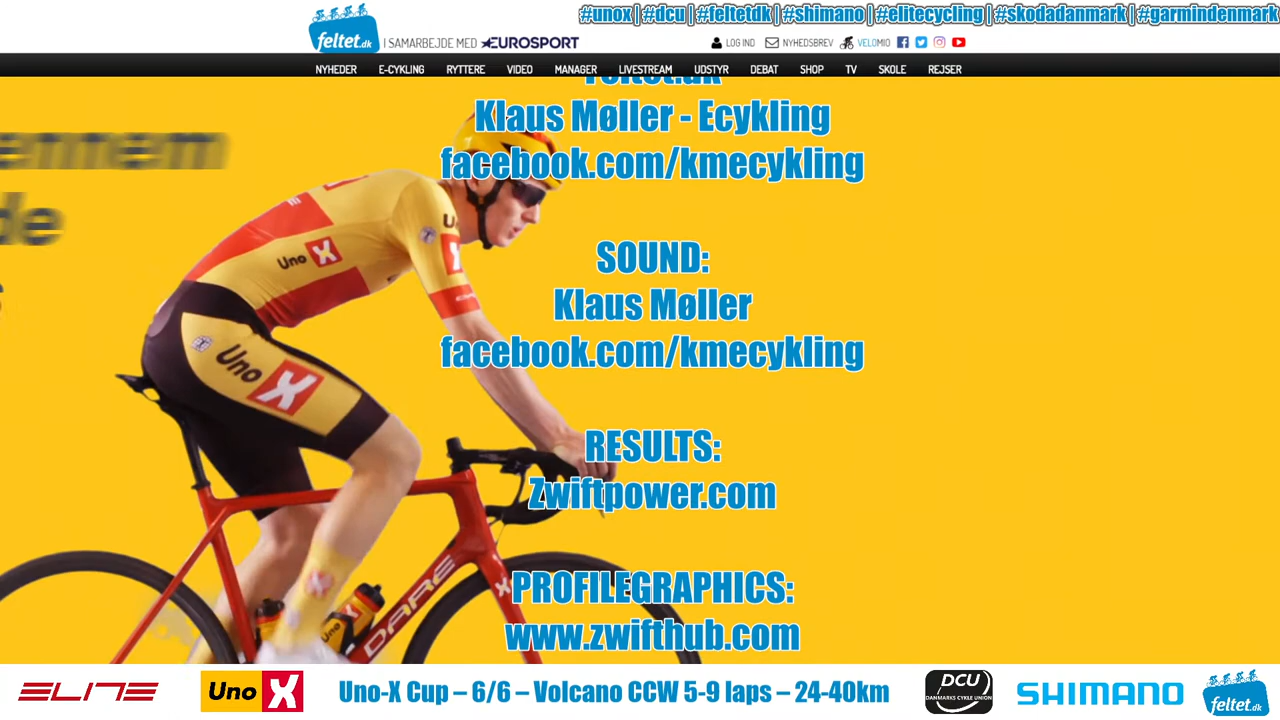 #unox | #dcu | #feltetdk | #shimano | #elitecycling | #skodadanmark | #garmindenmark
feltet.dk
I SAMARBEJDE MED EUROSPORT
LOG IND
NYHEDSBREV
VELOMIO
NYHEDER
E-CYKLING
RYTTERE
VIDEO
MANAGER
LIVESTREAM
UDSTYR
DEBAT
SHOP
TV
SKOLE
REJSER
Klaus Møller - Ecykling
facebook.com/kmecykling
SOUND:
Klaus Møller
facebook.com/kmecykling
RESULTS:
Zwiftpower.com
PROFILEGRAPHICS:
www.zwifthub.com
Uno X
Uno X
DARE
ELITE
Uno X
Uno-X Cup – 6/6 – Volcano CCW 5-9 laps – 24-40km
DCU
DANMARKS CYKLE UNION
SHIMANO
feltet.dk